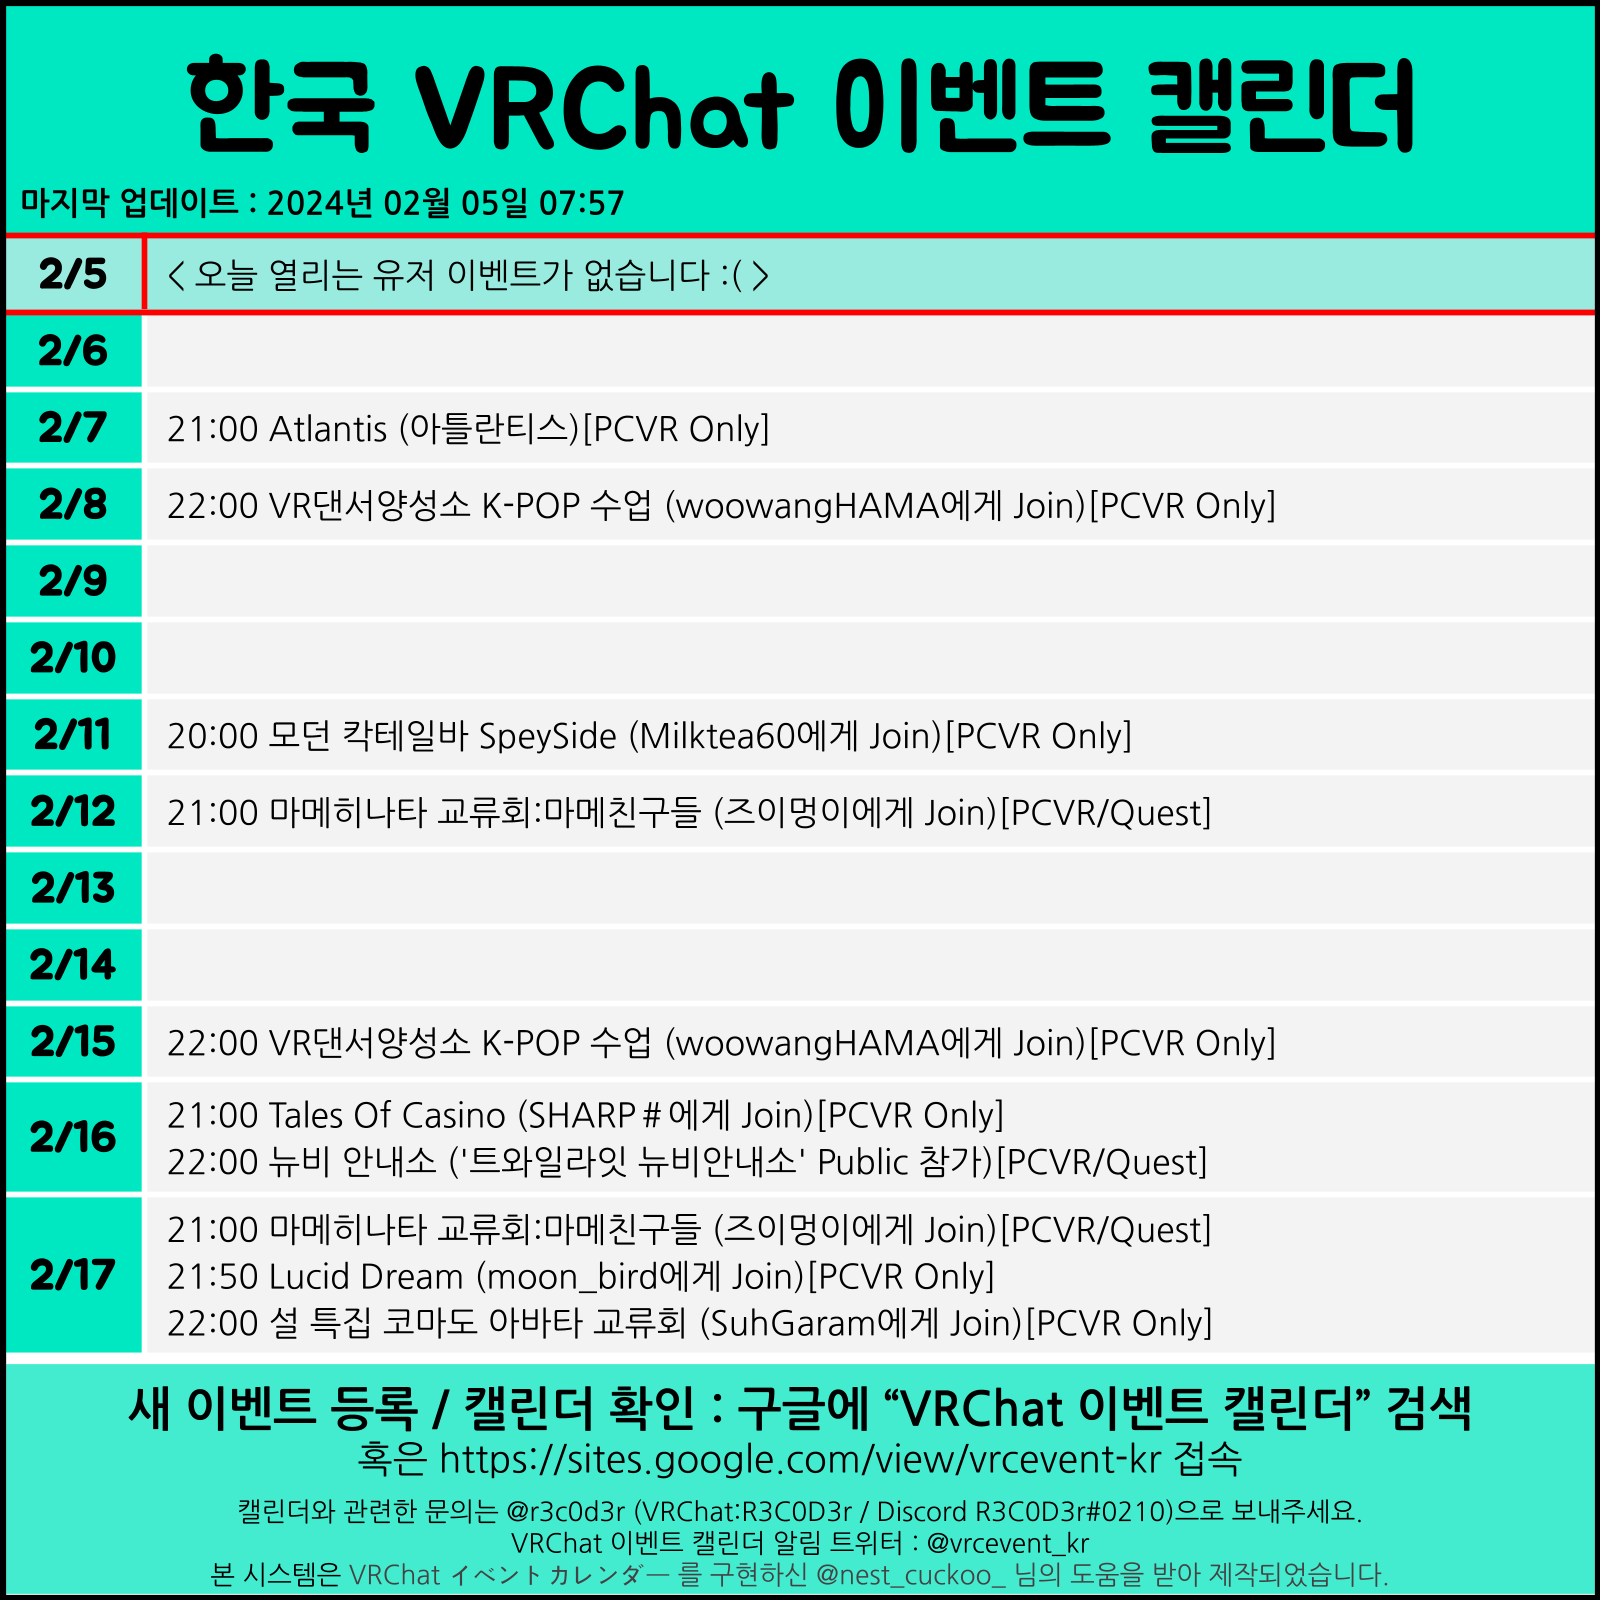 한국 VRChat 이벤트 캘린더
마지막 업데이트 : 2024년 02월 05일 07:57
2/5 < 오늘 열리는 유저 이벤트가 없습니다 :( >
2/6
2/7 21:00 Atlantis (아틀란티스)[PCVR Only]
2/8 22:00 VR댄서양성소 K-POP 수업 (woowangHAMA에게 Join)[PCVR Only]
2/9
2/10
2/11 20:00 모던 칵테일바 SpeySide (Milktea60에게 Join)[PCVR Only]
2/12 21:00 마메히나타 교류회:마메친구들 (즈이멍이에게 Join)[PCVR/Quest]
2/13
2/14
2/15 22:00 VR댄서양성소 K-POP 수업 (woowangHAMA에게 Join)[PCVR Only]
2/16 21:00 Tales Of Casino (SHARP#에게 Join)[PCVR Only]
22:00 뉴비 안내소 ('트와일라잇 뉴비안내소' Public 참가)[PCVR/Quest]
2/17 21:00 마메히나타 교류회:마메친구들 (즈이멍이에게 Join)[PCVR/Quest]
21:50 Lucid Dream (moon_bird에게 Join)[PCVR Only]
22:00 설 특집 코마도 아바타 교류회 (SuhGaram에게 Join)[PCVR Only]
새 이벤트 등록 / 캘린더 확인 : 구글에 “VRChat 이벤트 캘린더” 검색
혹은 https://sites.google.com/view/vrcevent-kr 접속
캘린더와 관련한 문의는 @r3c0d3r (VRChat:R3C0D3r / Discord R3C0D3r#0210)으로 보내주세요.
VRChat 이벤트 캘린더 알림 트위터 : @vrcevent_kr
본 시스템은 VRChat イベントカレンダー 를 구현하신 @nest_cuckoo_ 님의 도움을 받아 제작되었습니다.